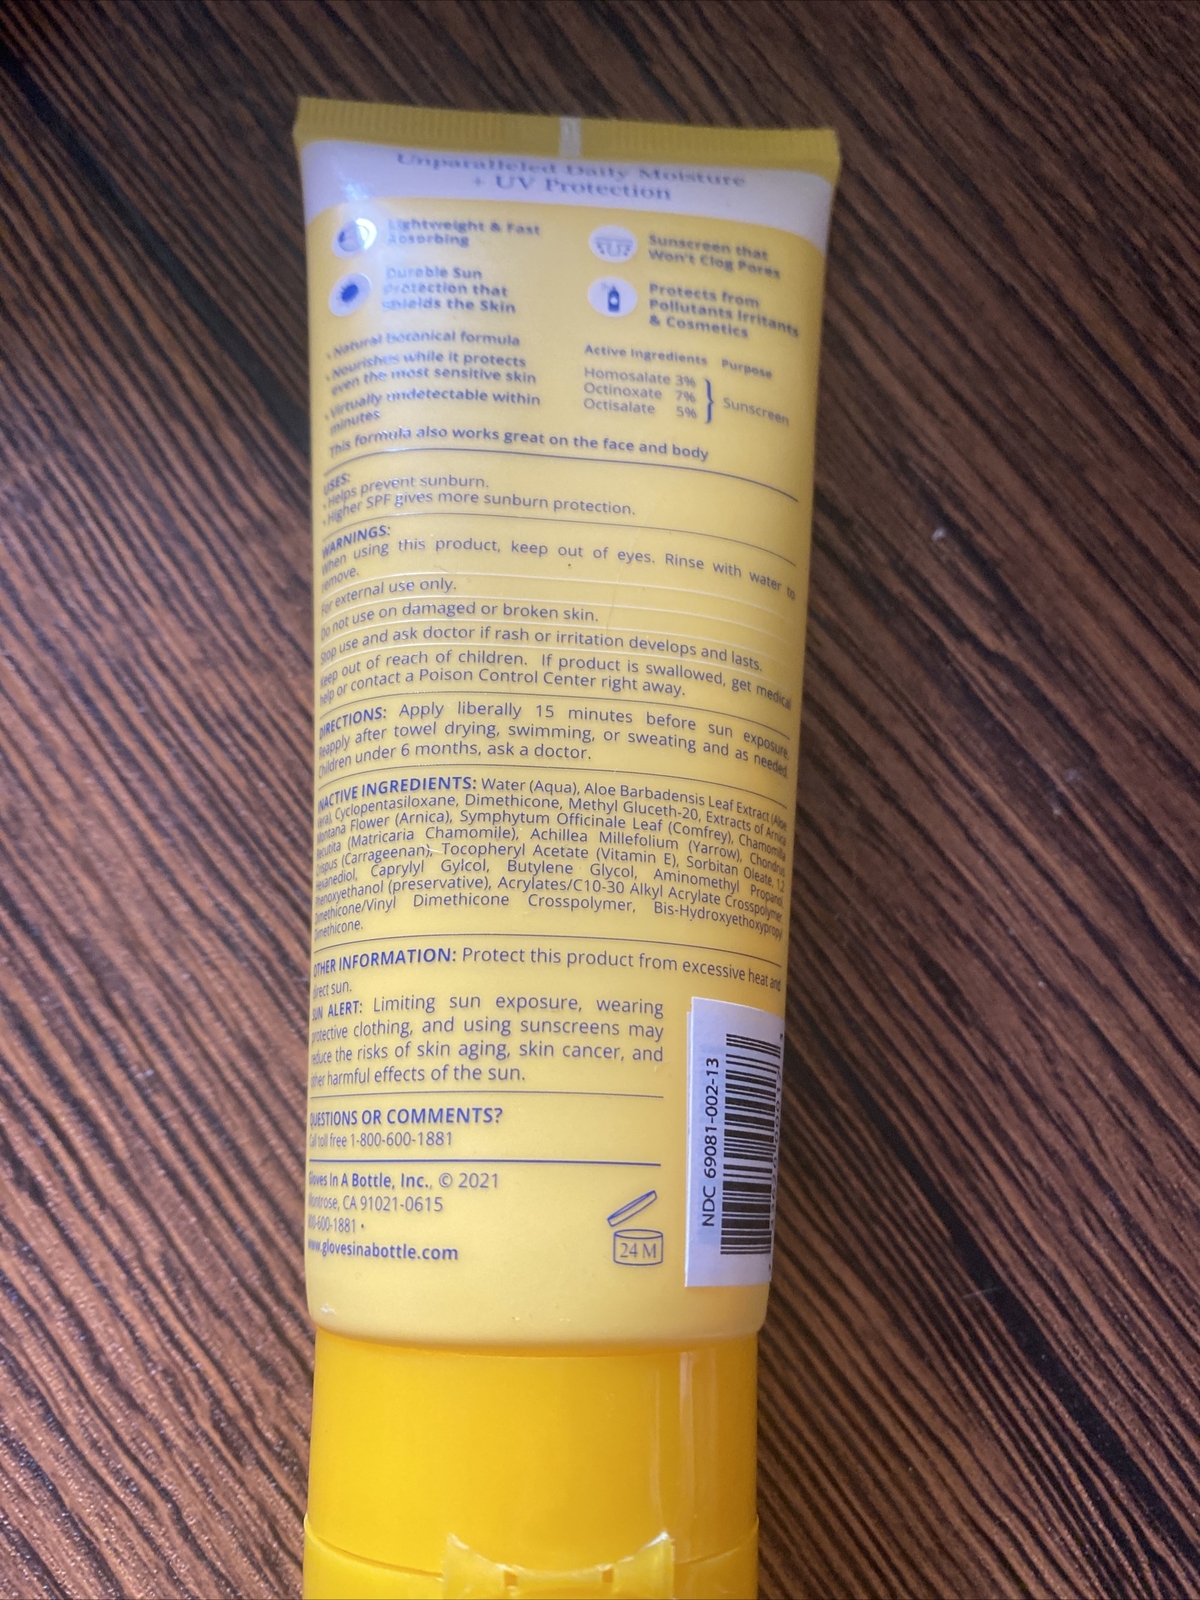 Unparalleled Daily Moisture
+ UV Protection
Lightweight & Fast
Absorbing
Sunscreen that
Won't Clog Pores
Durable Sun
Protection that
Shields the Skin
Protects from
Pollutants Irritants
& Cosmetics
• Natural botanical formula
• Nourishes while it protects
even the most sensitive skin
• Virtually undetectable within
minutes
Active Ingredients Purpose
Homosalate 3%
Octinoxate 7% } Sunscreen
Octisalate 5%
This formula also works great on the face and body
USES:
• Helps prevent sunburn.
• Higher SPF gives more sunburn protection.
WARNINGS:
When using this product, keep out of eyes. Rinse with water to
remove.
For external use only.
Do not use on damaged or broken skin.
Stop use and ask doctor if rash or irritation develops and lasts.
Keep out of reach of children. If product is swallowed, get medical
help or contact a Poison Control Center right away.
DIRECTIONS: Apply liberally 15 minutes before sun exposure.
Reapply after towel drying, swimming, or sweating and as needed.
Children under 6 months, ask a doctor.
INACTIVE INGREDIENTS: Water (Aqua), Aloe Barbadensis Leaf Extract (Aloe
Vera), Cyclopentasiloxane, Dimethicone, Methyl Gluceth-20, Extracts of Arnica
Montana Flower (Arnica), Symphytum Officinale Leaf (Comfrey), Chamomilla
Recutita (Matricaria Chamomile), Achillea Millefolium (Yarrow), Chondrus
Crispus (Carrageenan), Tocopheryl Acetate (Vitamin E), Sorbitan Oleate, 1,2
Hexanediol, Caprylyl Gylcol, Butylene Glycol, Aminomethyl Propanol,
Phenoxyethanol (preservative), Acrylates/C10-30 Alkyl Acrylate Crosspolymer,
Dimethicone/Vinyl Dimethicone Crosspolymer, Bis-Hydroxyethoxypropyl
Dimethicone.
OTHER INFORMATION: Protect this product from excessive heat and
direct sun.
SUN ALERT: Limiting sun exposure, wearing
protective clothing, and using sunscreens may
reduce the risks of skin aging, skin cancer, and
other harmful effects of the sun.
QUESTIONS OR COMMENTS?
Call toll free 1-800-600-1881
Gloves In A Bottle, Inc., © 2021
Montrose, CA 91021-0615
800-600-1881 •
www.glovesinabottle.com
24 M
NDC 69081-002-13